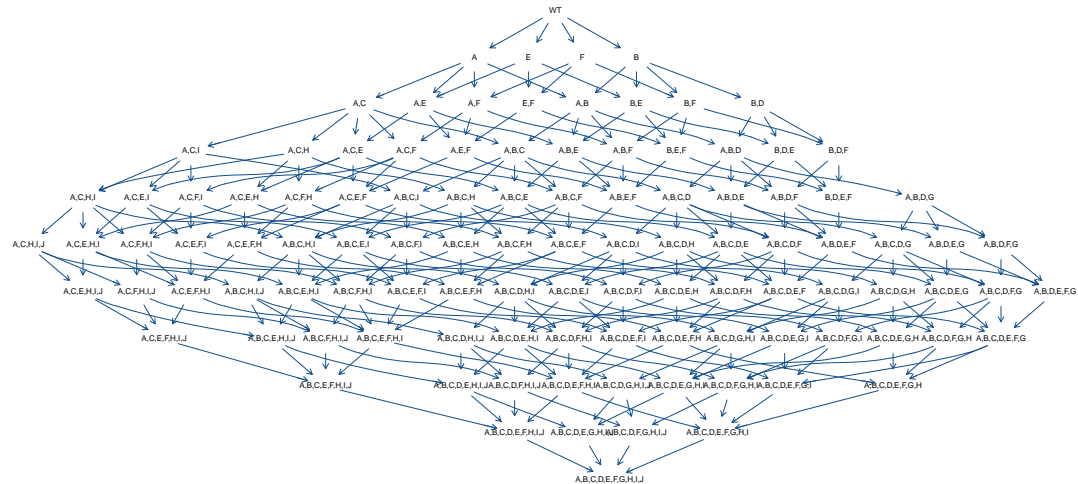 WT
A E F B
A,C A,E A,F E,F A,B B,E B,F B,D
A,C,I A,C,H A,C,E A,C,F A,E,F A,B,C A,B,E A,B,F B,E,F A,B,D B,D,E B,D,F
A,C,H,I A,C,E,I A,C,F,I A,C,E,H A,C,F,H A,C,E,F A,B,C,I A,B,C,H A,B,C,E A,B,C,F A,B,E,F A,B,C,D A,B,D,E A,B,D,F B,D,E,F A,B,D,G
A,C,H,I,J A,C,E,H,I A,C,F,H,I A,C,E,F,I A,C,E,F,H A,B,C,H,I A,B,C,E,I A,B,C,F,I A,B,C,E,H A,B,C,F,H A,B,C,E,F A,B,C,D,I A,B,C,D,H A,B,C,D,E A,B,C,D,F A,B,D,E,F A,B,C,D,G A,B,D,E,G A,B,D,F,G
A,C,E,H,I,J A,C,F,H,I,J A,C,E,F,H,I A,B,C,H,I,J A,B,C,E,H,I A,B,C,F,H,I A,B,C,E,F,I A,B,C,E,F,H A,B,C,D,H,I A,B,C,D,E,I A,B,C,D,F,I A,B,C,D,E,H A,B,C,D,F,H A,B,C,D,E,F A,B,C,D,G,I A,B,C,D,G,H A,B,C,D,E,G A,B,C,D,F,G A,B,D,E,F,G
A,C,E,F,H,I,J A,B,C,E,H,I,J A,B,C,F,H,I,J A,B,C,E,F,H,I A,B,C,D,H,I,J A,B,C,D,E,H,I A,B,C,D,F,H,I A,B,C,D,E,F,I A,B,C,D,E,F,H A,B,C,D,G,H,I A,B,C,D,E,G,I A,B,C,D,F,G,I A,B,C,D,E,G,H A,B,C,D,F,G,H A,B,C,D,E,F,G
A,B,C,E,F,H,I,J A,B,C,D,E,H,I,J A,B,C,D,F,H,I,J A,B,C,D,E,F,H,I A,B,C,D,G,H,I,J A,B,C,D,E,G,H,I A,B,C,D,F,G,H,I A,B,C,D,E,F,G,I A,B,C,D,E,F,G,H
A,B,C,D,E,F,H,I,J A,B,C,D,E,G,H,I,J A,B,C,D,F,G,H,I,J A,B,C,D,E,F,G,H,I
A,B,C,D,E,F,G,H,I,J